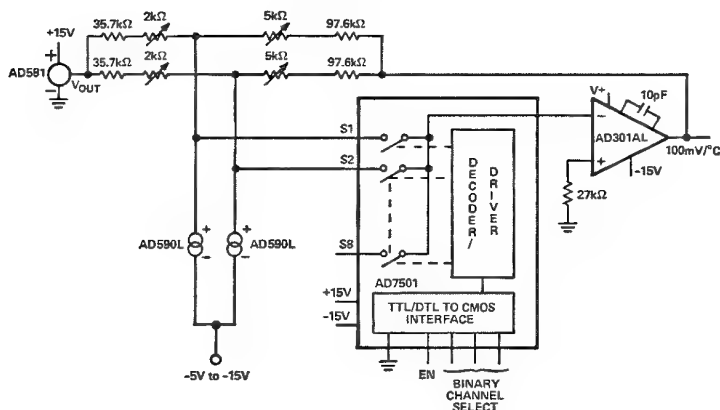 +15V
35.7kΩ
2kΩ
5kΩ
97.6kΩ
AD581
VOUT
35.7kΩ
2kΩ
5kΩ
97.6kΩ
V+
10pF
AD301AL
100mV/°C
-15V
27kΩ
S1
S2
S8
DECODER/
DRIVER
AD590L
AD590L
AD7501
+15V
-15V
TTL/DTL TO CMOS
INTERFACE
-5V to -15V
EN
BINARY
CHANNEL
SELECT